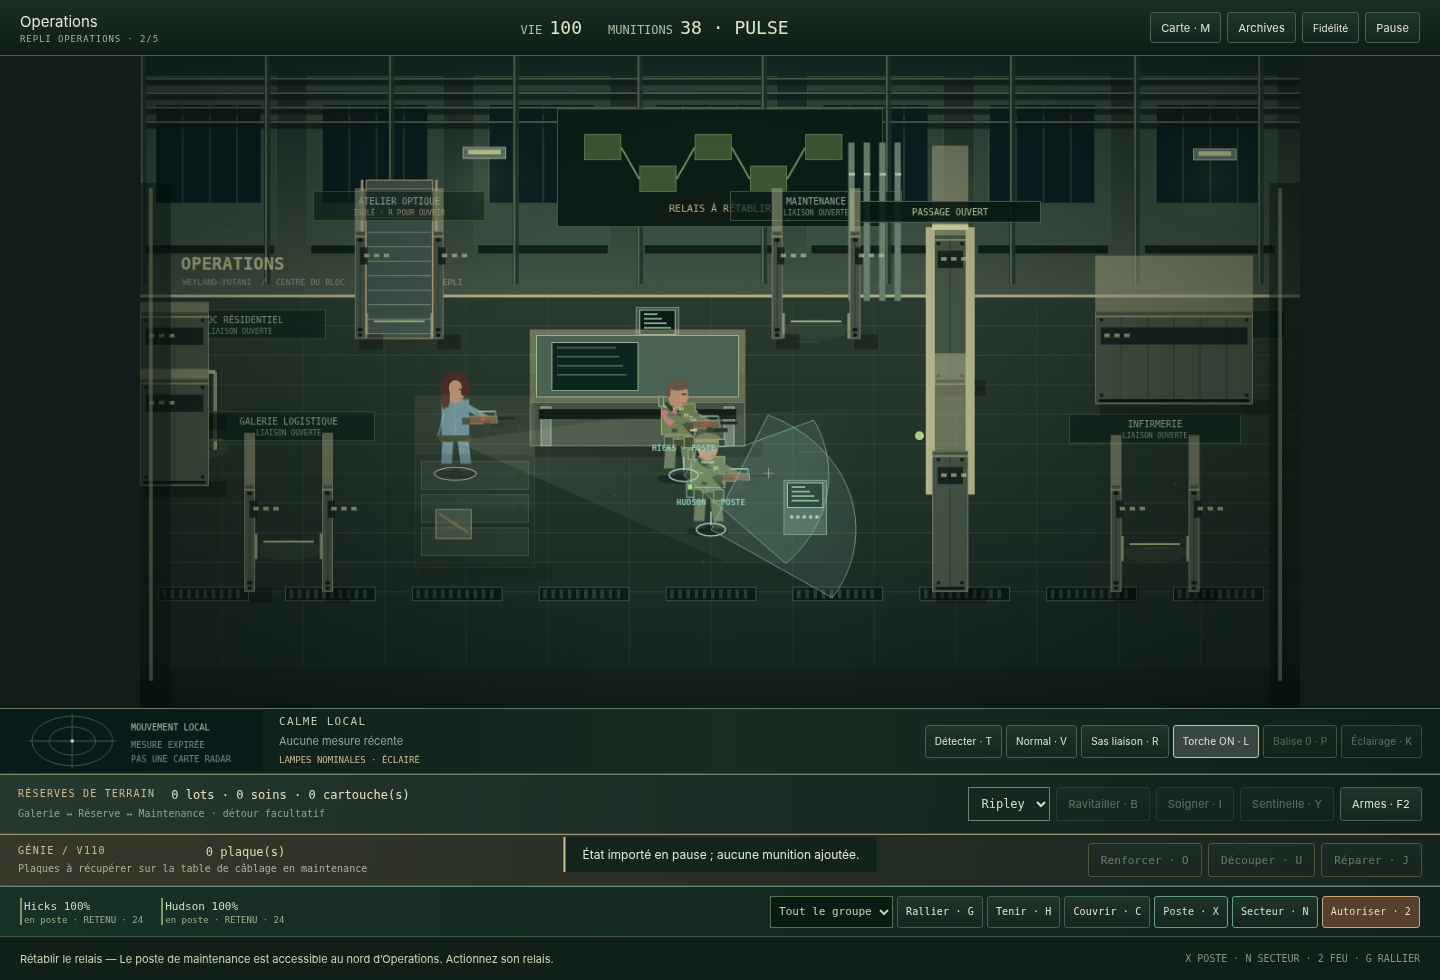 Operations
REPLI OPERATIONS · 2/5
VIE 100 MUNITIONS 38 · PULSE
Carte · M
Archives
Fidélité
Pause
ATELIER OPTIQUE
ISOLÉ · R POUR OUVRIR
RELAIS À RÉTABLIR
MAINTENANCE
LIAISON OUVERTE
PASSAGE OUVERT
OPERATIONS
WEYLAND-YUTANI / CENTRE DU BLOC ·
EPLI
OC RÉSIDENTIEL
LIAISON OUVERTE
GALERIE LOGISTIQUE
LIAISON OUVERTE
INFIRMERIE
LIAISON OUVERTE
HICKS · POSTE
HUDSON · POSTE
MOUVEMENT LOCAL
MESURE EXPIRÉE
PAS UNE CARTE RADAR
CALME LOCAL
Aucune mesure récente
LAMPES NOMINALES · ÉCLAIRÉ
Détecter · T
Normal · V
Sas liaison · R
Torche ON · L
Balise 0 · P
Éclairage · K
RÉSERVES DE TERRAIN 0 lots · 0 soins · 0 cartouche(s)
Galerie ↔ Réserve ↔ Maintenance · détour facultatif
Ripley
Ravitailler · B
Soigner · I
Sentinelle · Y
Armes · F2
GÉNIE / V110 0 plaque(s)
Plaques à récupérer sur la table de câblage en maintenance
État importé en pause ; aucune munition ajoutée.
Renforcer · O
Découper · U
Réparer · J
Hicks 100%
en poste · RETENU · 24
Hudson 100%
en poste · RETENU · 24
Tout le groupe
Rallier · G
Tenir · H
Couvrir · C
Poste · X
Secteur · N
Autoriser · 2
Rétablir le relais — Le poste de maintenance est accessible au nord d'Operations. Actionnez son relais.
X POSTE · N SECTEUR · 2 FEU · G RALLIER